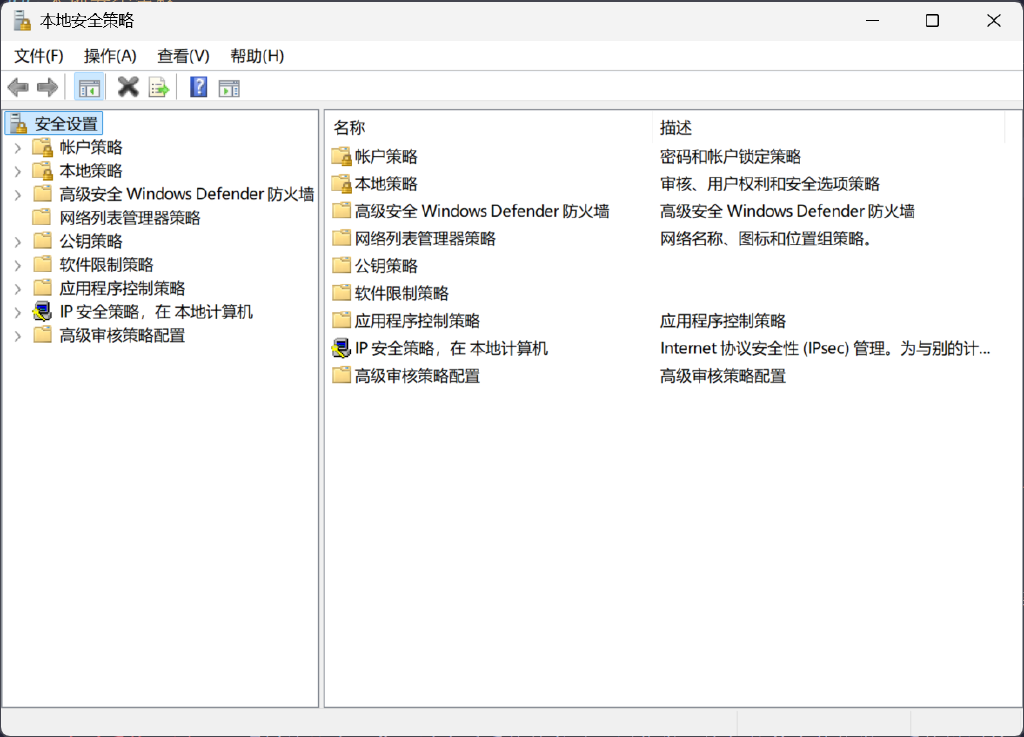 本地安全策略
文件(F) 操作(A) 查看(V) 帮助(H)
安全设置
帐户策略
本地策略
高级安全 Windows Defender 防火墙
网络列表管理器策略
公钥策略
软件限制策略
应用程序控制策略
IP 安全策略，在 本地计算机
高级审核策略配置
名称 描述
帐户策略 密码和帐户锁定策略
本地策略 审核、用户权利和安全选项策略
高级安全 Windows Defender 防火墙 高级安全 Windows Defender 防火墙
网络列表管理器策略 网络名称、图标和位置组策略。
公钥策略
软件限制策略
应用程序控制策略 应用程序控制策略
IP 安全策略，在 本地计算机 Internet 协议安全性 (IPsec) 管理。为与别的计...
高级审核策略配置 高级审核策略配置